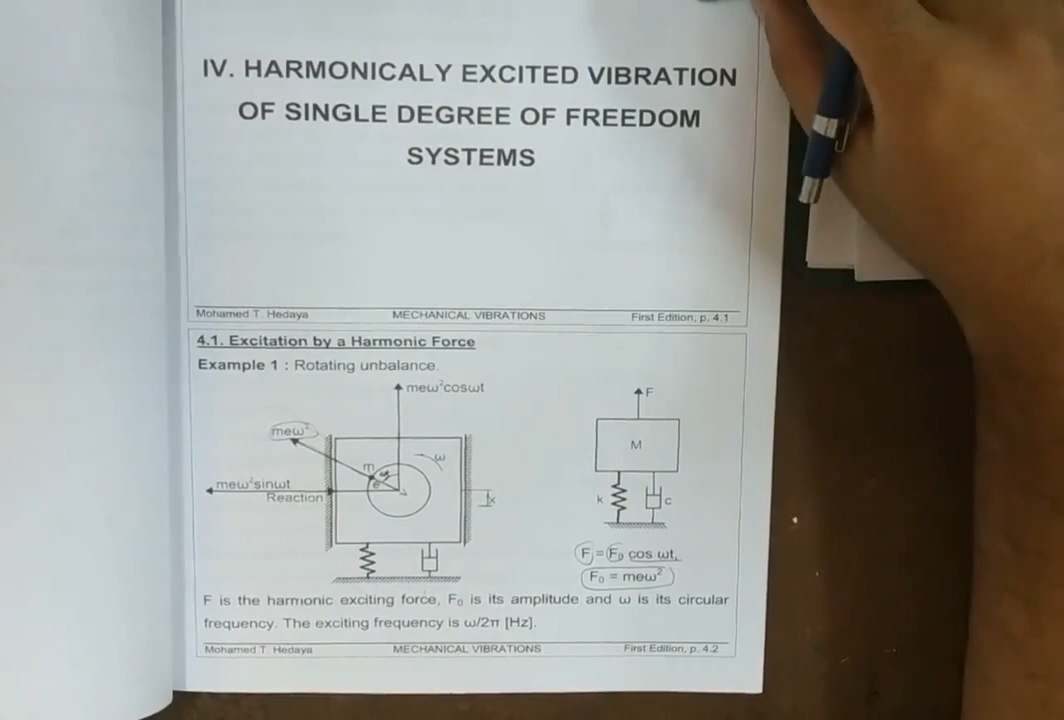 IV. HARMONICALY EXCITED VIBRATION
OF SINGLE DEGREE OF FREEDOM
SYSTEMS
Mohamed T. Hedaya MECHANICAL VIBRATIONS First Edition, p. 4.1
4.1. Excitation by a Harmonic Force
Example 1 : Rotating unbalance.
meω²cosωt
F
meω²
M
ω
m
e
meω²sinωt
Reaction
x
k
c
F = F₀ cos ωt,
F₀ = meω²
F is the harmonic exciting force, F₀ is its amplitude and ω is its circular
frequency. The exciting frequency is ω/2π [Hz].
Mohamed T. Hedaya MECHANICAL VIBRATIONS First Edition, p. 4.2